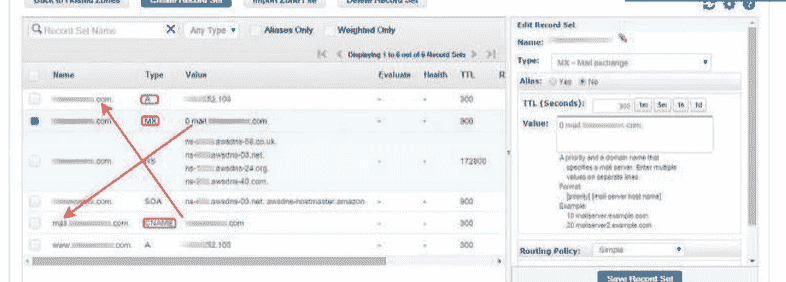 Back to Hosted Zones Create Record Set Import Zone File Delete Record Set
Record Set Name X Any Type Aliases Only Weighted Only
Displaying 1 to 6 out of 6 Record Sets
Name Type Value Evaluate Health TTL R
.com. A 52.103 - - 300
.com. MX 0 mail. .com. - - 300
.com. NS ns- .awsdns-58.co.uk.
ns- .awsdns-03.net.
ns- .awsdns-24.org.
ns- .awsdns-40.com.
- - 172800
.com. SOA ns- .awsdns-03.net. awsdns-hostmaster.amazon - - 900
mail. .com. CNAME .com - - 300
www. .com. A 52.103 - - 300
Edit Record Set
Name: .com.
Type: MX – Mail exchange
Alias: Yes No
TTL (Seconds): 300 1m 5m 1h 1d
Value: 0 mail. .com.
A priority and a domain name that
specifies a mail server. Enter multiple
values on separate lines.
Format:
[priority] [mail server host name]
Example:
10 mailserver.example.com.
20 mailserver2.example.com.
Routing Policy: Simple
Save Record Set